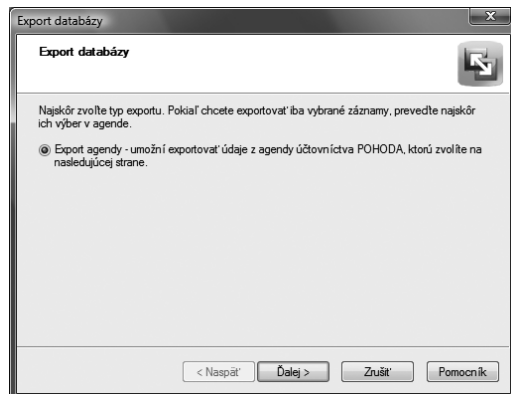 Export databázy
Export databázy
Najskôr zvoľte typ exportu. Pokiaľ chcete exportovať iba vybrané záznamy, preveďte najskôr
ich výber v agende.
Export agendy - umožní exportovať údaje z agendy účtovníctva POHODA, ktorú zvolíte na
nasledujúcej strane.
< Naspäť Ďalej > Zrušiť Pomocník